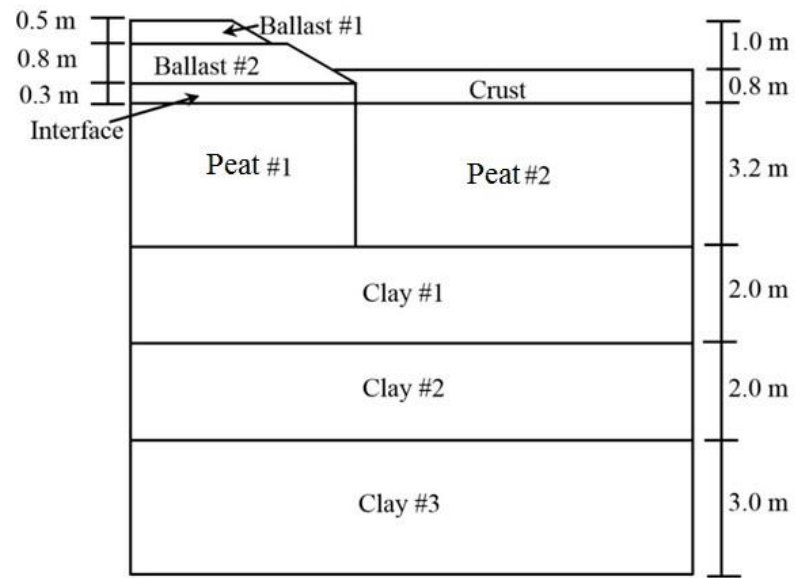 0.5 m
Ballast #1
1.0 m
0.8 m
Ballast #2
0.3 m
Crust
0.8 m
Interface
Peat #1
Peat #2
3.2 m
Clay #1
2.0 m
Clay #2
2.0 m
Clay #3
3.0 m